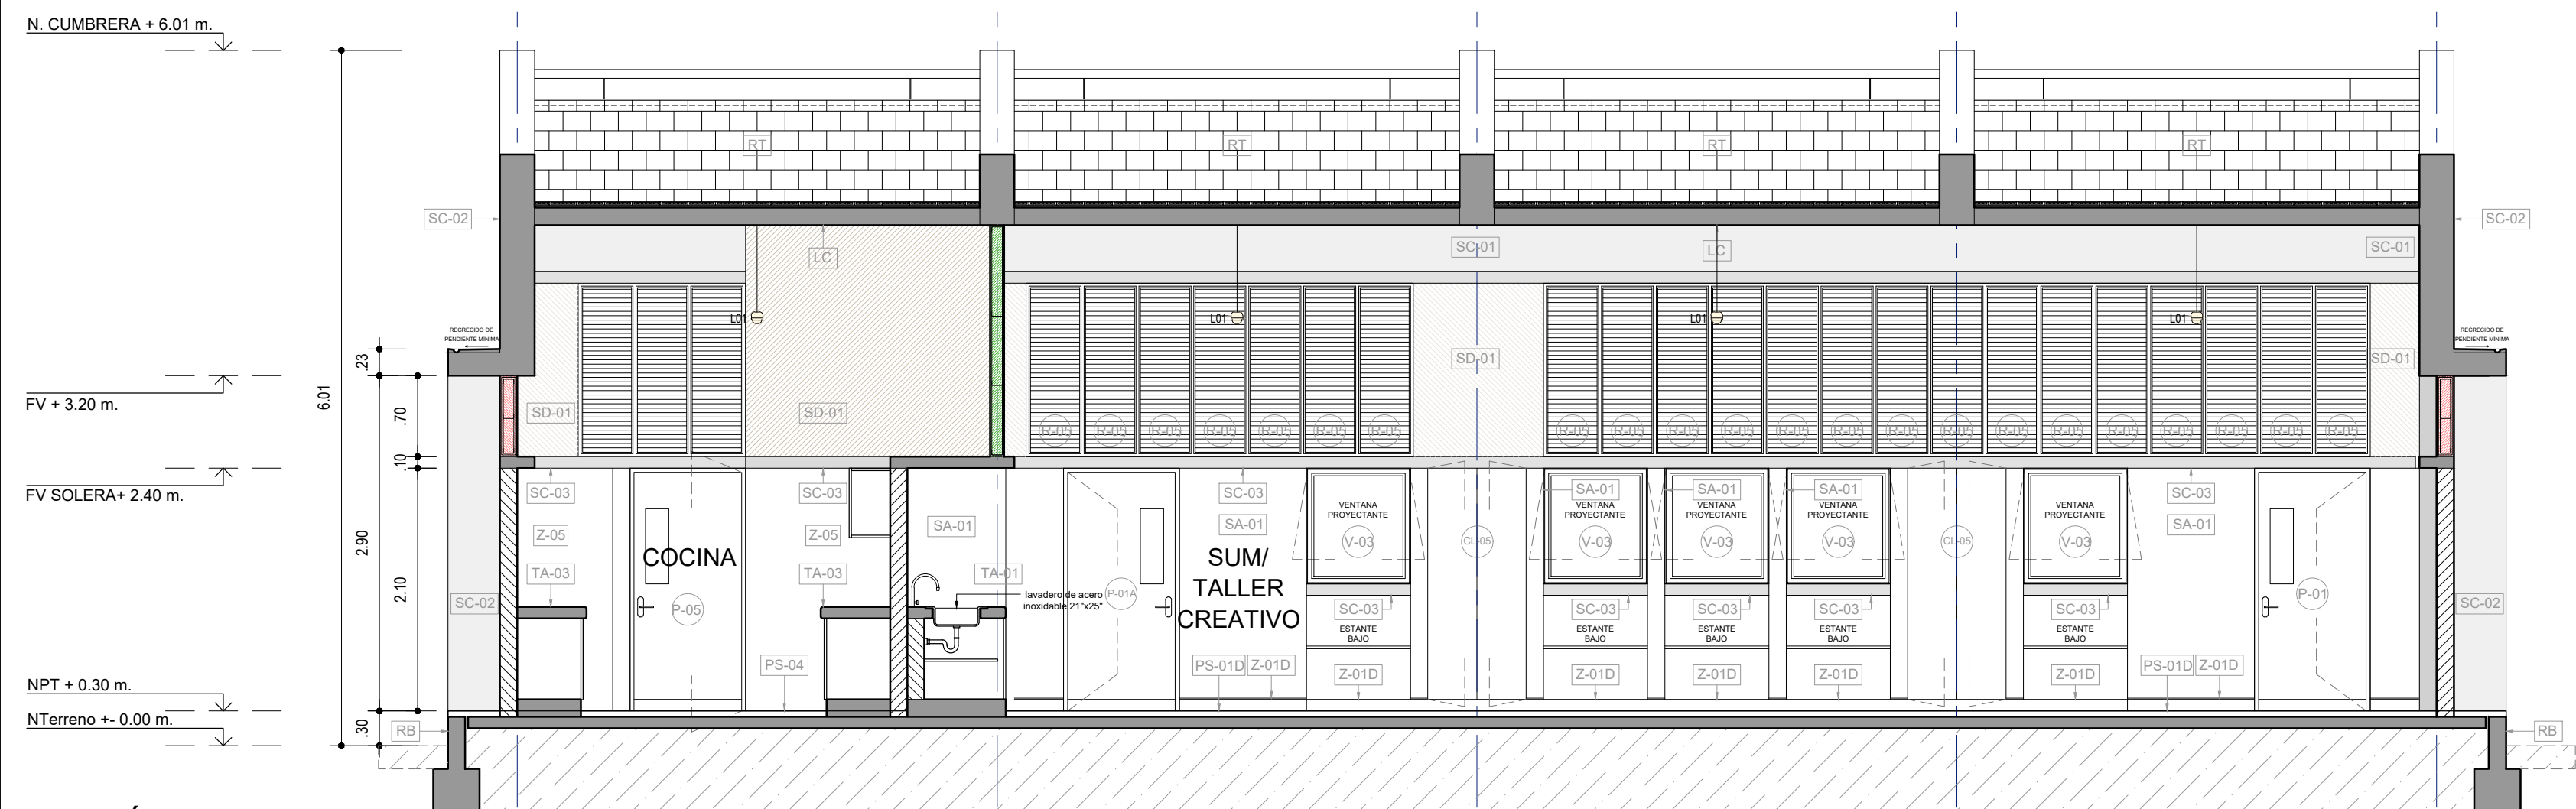 N. CUMBRERA + 6.01 m.
RT
RT
RT
RT
SC-02
SC-02
SC-01
SC-01
LC
LC
L01
L01
L01
L01
RECRECIDO DE
PENDIENTE MÍNIMA
RECRECIDO DE
PENDIENTE MÍNIMA
.23
6.01
FV + 3.20 m.
.70
SD-01
SD-01
SD-01
SD-01
.10
FV SOLERA+ 2.40 m.
2.90
2.10
SC-03
SC-03
SC-03
SC-03
Z-05
Z-05
SA-01
SA-01
SA-01
SA-01
SA-01
SA-01
VENTANA
PROYECTANTE
V-03
VENTANA
PROYECTANTE
V-03
VENTANA
PROYECTANTE
V-03
VENTANA
PROYECTANTE
V-03
VENTANA
PROYECTANTE
V-03
CL-05
CL-05
COCINA
SUM/
TALLER
CREATIVO
TA-03
TA-03
TA-01
lavadero de acero
inoxidable 21"x25"
P-05
P-01A
P-01
SC-02
SC-02
SC-03
SC-03
SC-03
SC-03
SC-03
ESTANTE
BAJO
ESTANTE
BAJO
ESTANTE
BAJO
ESTANTE
BAJO
ESTANTE
BAJO
PS-04
PS-01D
Z-01D
Z-01D
Z-01D
Z-01D
Z-01D
Z-01D
PS-01D
Z-01D
NPT + 0.30 m.
NTerreno +- 0.00 m.
.30
RB
RB